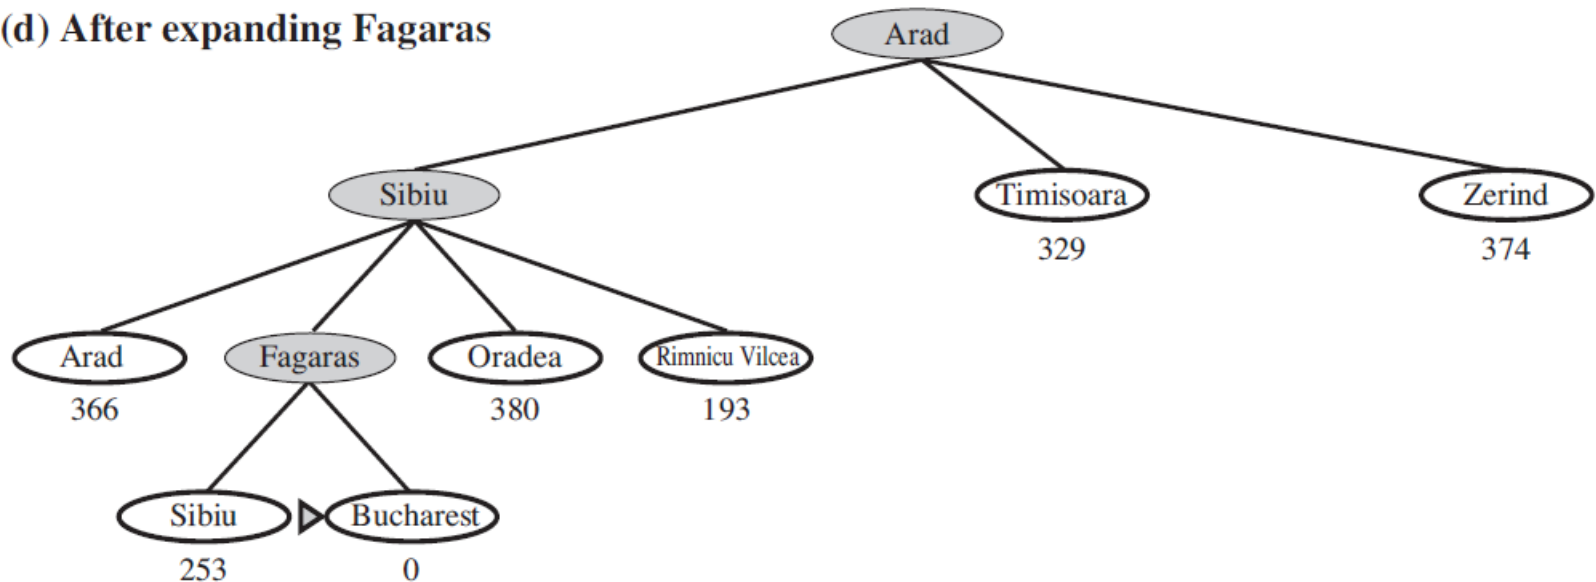 (d) After expanding Fagaras
Arad
Sibiu Timisoara Zerind
329 374
Arad Fagaras Oradea Rimnicu Vilcea
366 380 193
Sibiu Bucharest
253 0